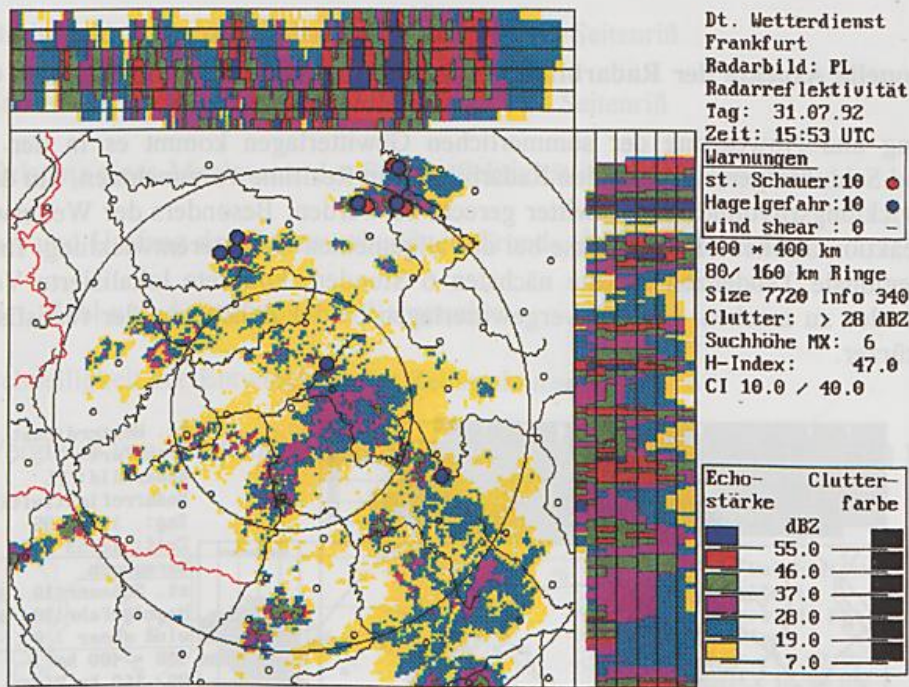 Dt. Wetterdienst
Frankfurt
Radarbild: PL
Radarreflektivität
Tag: 31.07.92
Zeit: 15:53 UTC
Warnungen
st. Schauer:10
Hagelgefahr:10
wind shear : 0 -
400 x 400 km
80/ 160 km Ringe
Size 7720 Info 340
Clutter: > 28 dBZ
Suchhöhe MX: 6
H-Index: 47.0
CI 10.0 / 40.0
Echo- Clutter-
stärke farbe
dBZ
55.0
46.0
37.0
28.0
19.0
7.0